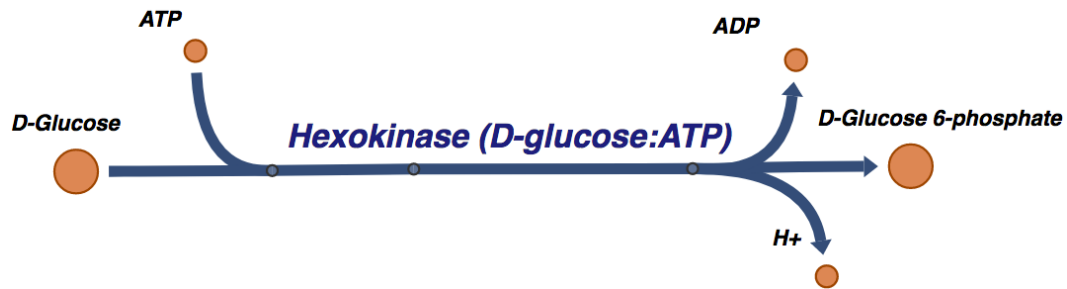 ATP
ADP
D-Glucose
Hexokinase (D-glucose:ATP)
D-Glucose 6-phosphate
H+